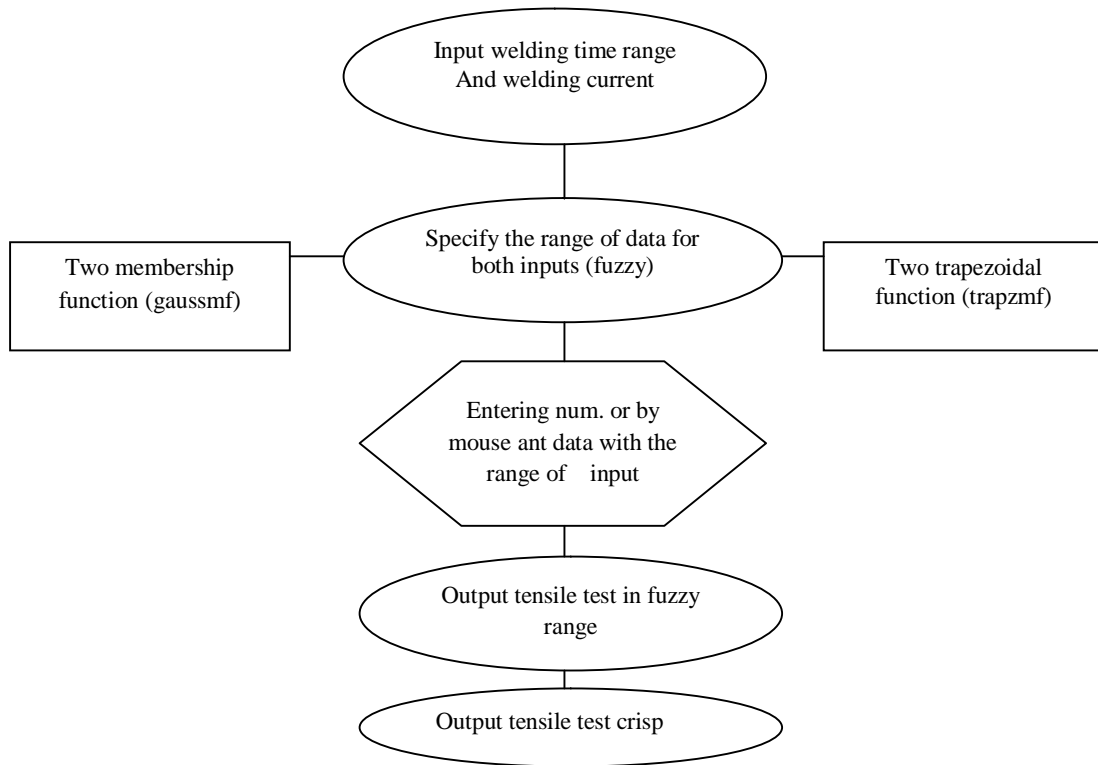 Input welding time range
And welding current
Specify the range of data for
both inputs (fuzzy)
Two membership
function (gaussmf)
Two trapezoidal
function (trapzmf)
Entering num. or by
mouse ant data with the
range of input
Output tensile test in fuzzy
range
Output tensile test crisp